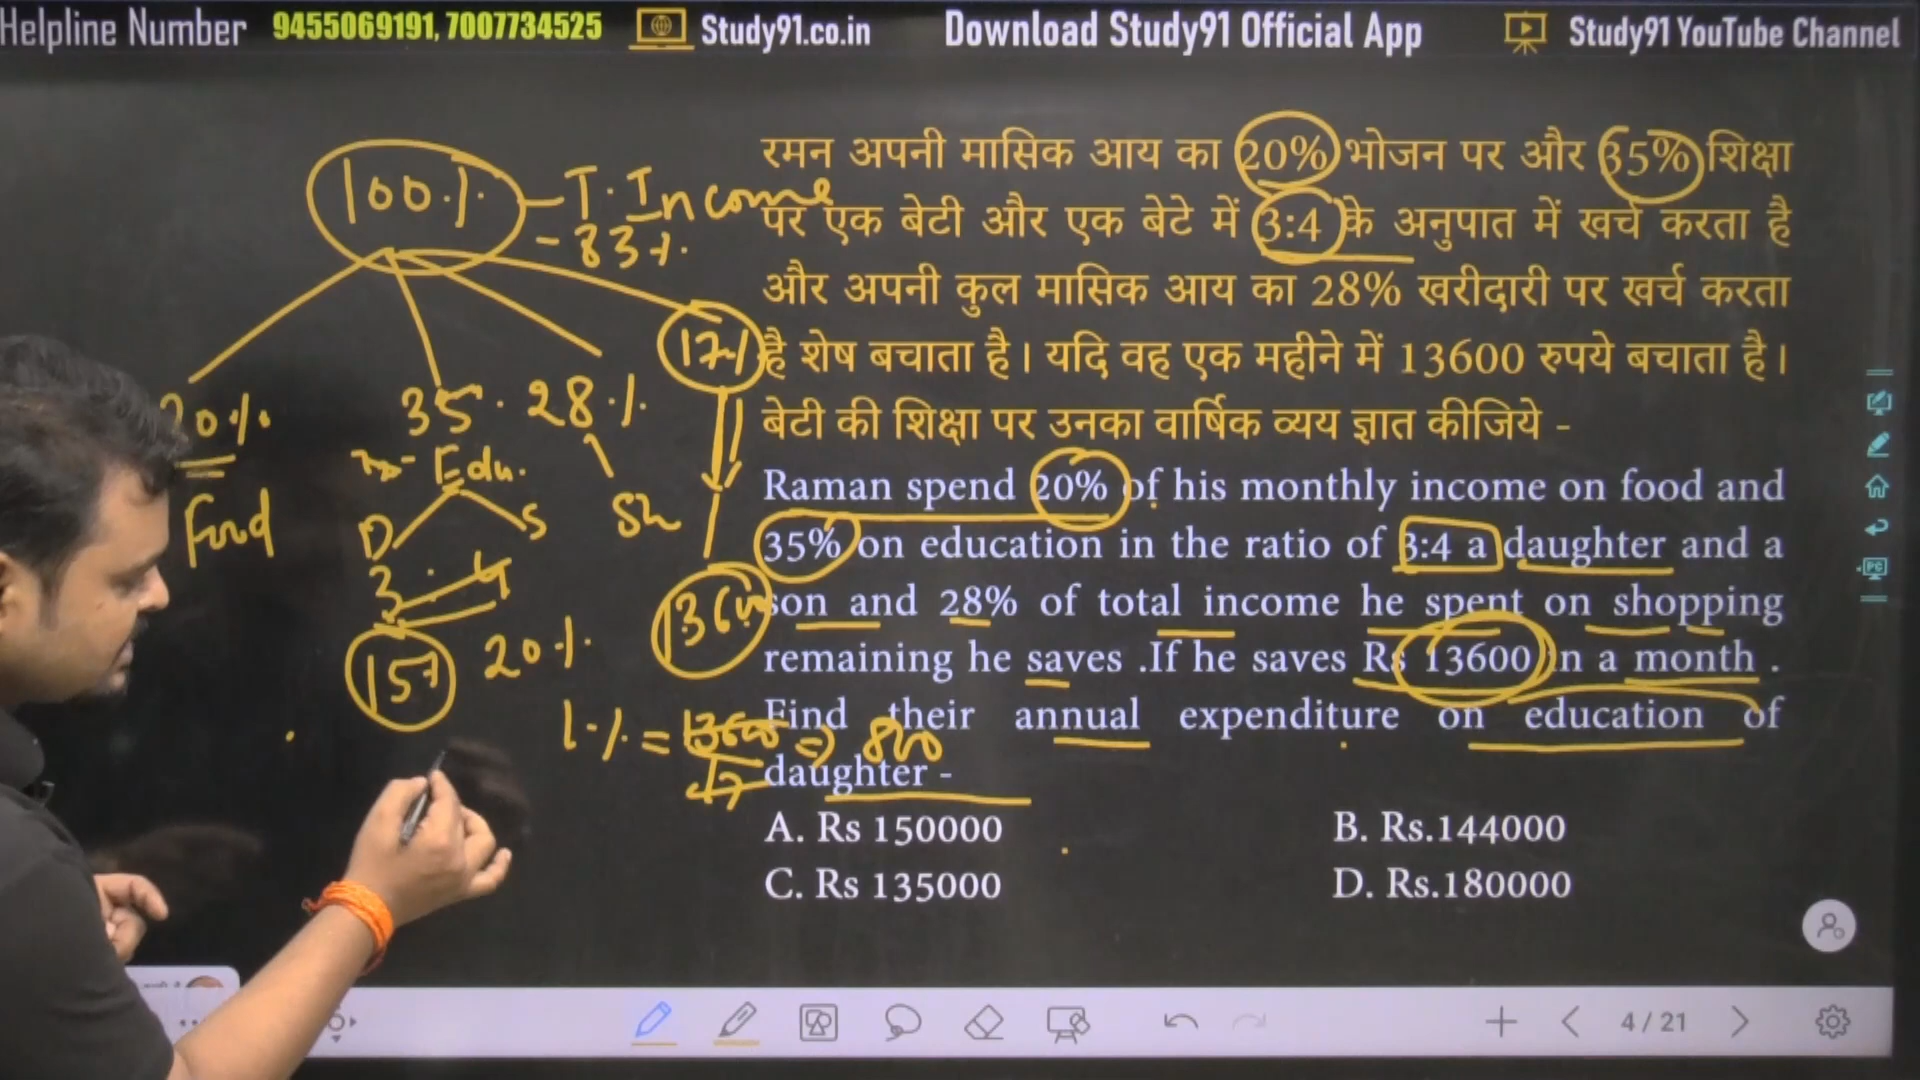 Helpline Number 9455069191, 7007734525 Study91.co.in Download Study91 Official App Study91 YouTube Channel
रमन अपनी मासिक आय का 20% भोजन पर और 35% शिक्षा
पर एक बेटी और एक बेटे में 3:4 के अनुपात में खर्च करता है
और अपनी कुल मासिक आय का 28% खरीदारी पर खर्च करता
है शेष बचाता है। यदि वह एक महीने में 13600 रुपये बचाता है।
बेटी की शिक्षा पर उनका वार्षिक व्यय ज्ञात कीजिये -
Raman spend 20% of his monthly income on food and
35% on education in the ratio of 3:4 a daughter and a
son and 28% of total income he spent on shopping
remaining he saves .If he saves Rs 13600 in a month .
Find their annual expenditure on education of
daughter -
A. Rs 150000 B. Rs.144000
C. Rs 135000 D. Rs.180000
100% - T. Income
- 83%
17%
20% 35 28%
Food Edu. Sh
D S
3 : 4
15% 20% 13600
1% = 13600 => 800
17
4 / 21